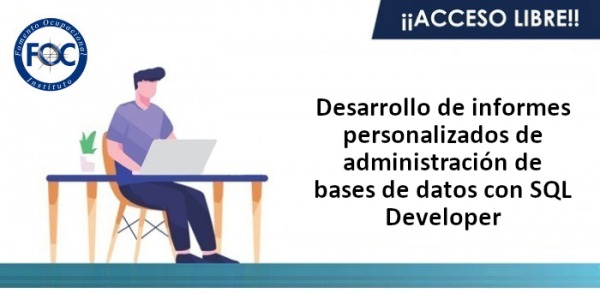 ¡¡ACCESO LIBRE!!
Fomento Ocupacional
FOC
Instituto
Desarrollo de informes
personalizados de
administración de
bases de datos con SQL
Developer